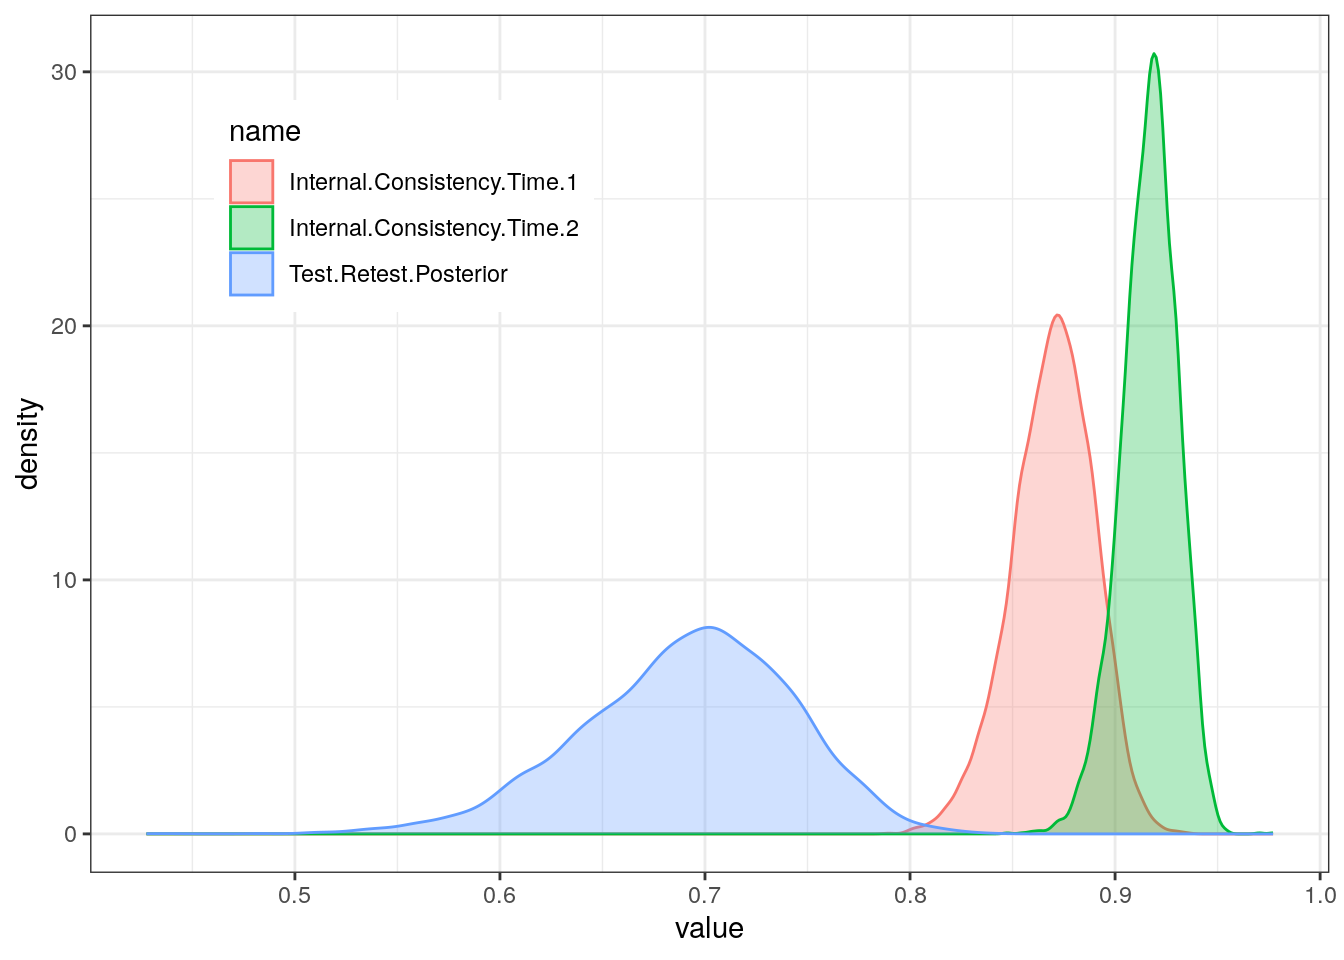 30
20
10
0
density
name
Internal.Consistency.Time.1
Internal.Consistency.Time.2
Test.Retest.Posterior
0.5
0.6
0.7
0.8
0.9
1.0
value